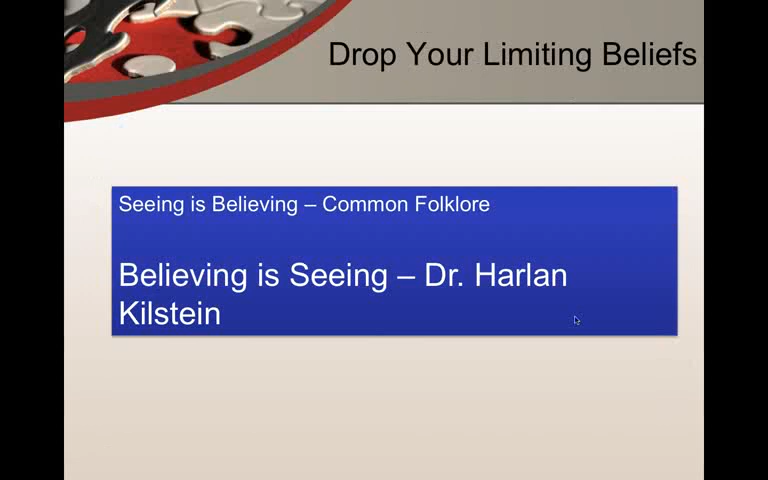 Drop Your Limiting Beliefs
Seeing is Believing – Common Folklore
Believing is Seeing – Dr. Harlan
Kilstein